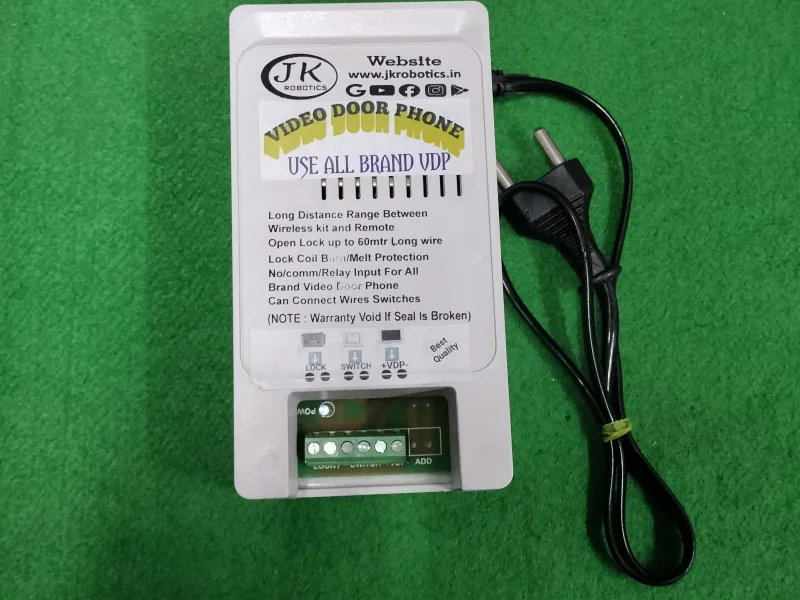 JK
ROBOTICS
Website
www.jkrobotics.in
VIDEO DOOR PHONE
USE ALL BRAND VDP
Long Distance Range Between
Wireless kit and Remote
Open Lock up to 60mtr Long wire
Lock Coil Burn/Melt Protection
No/comm/Relay Input For All
Brand Video Door Phone
Can Connect Wires Switches
(NOTE : Warranty Void If Seal Is Broken)
Best
Quality
LOCK SWITCH +VDP-
POW
ADD